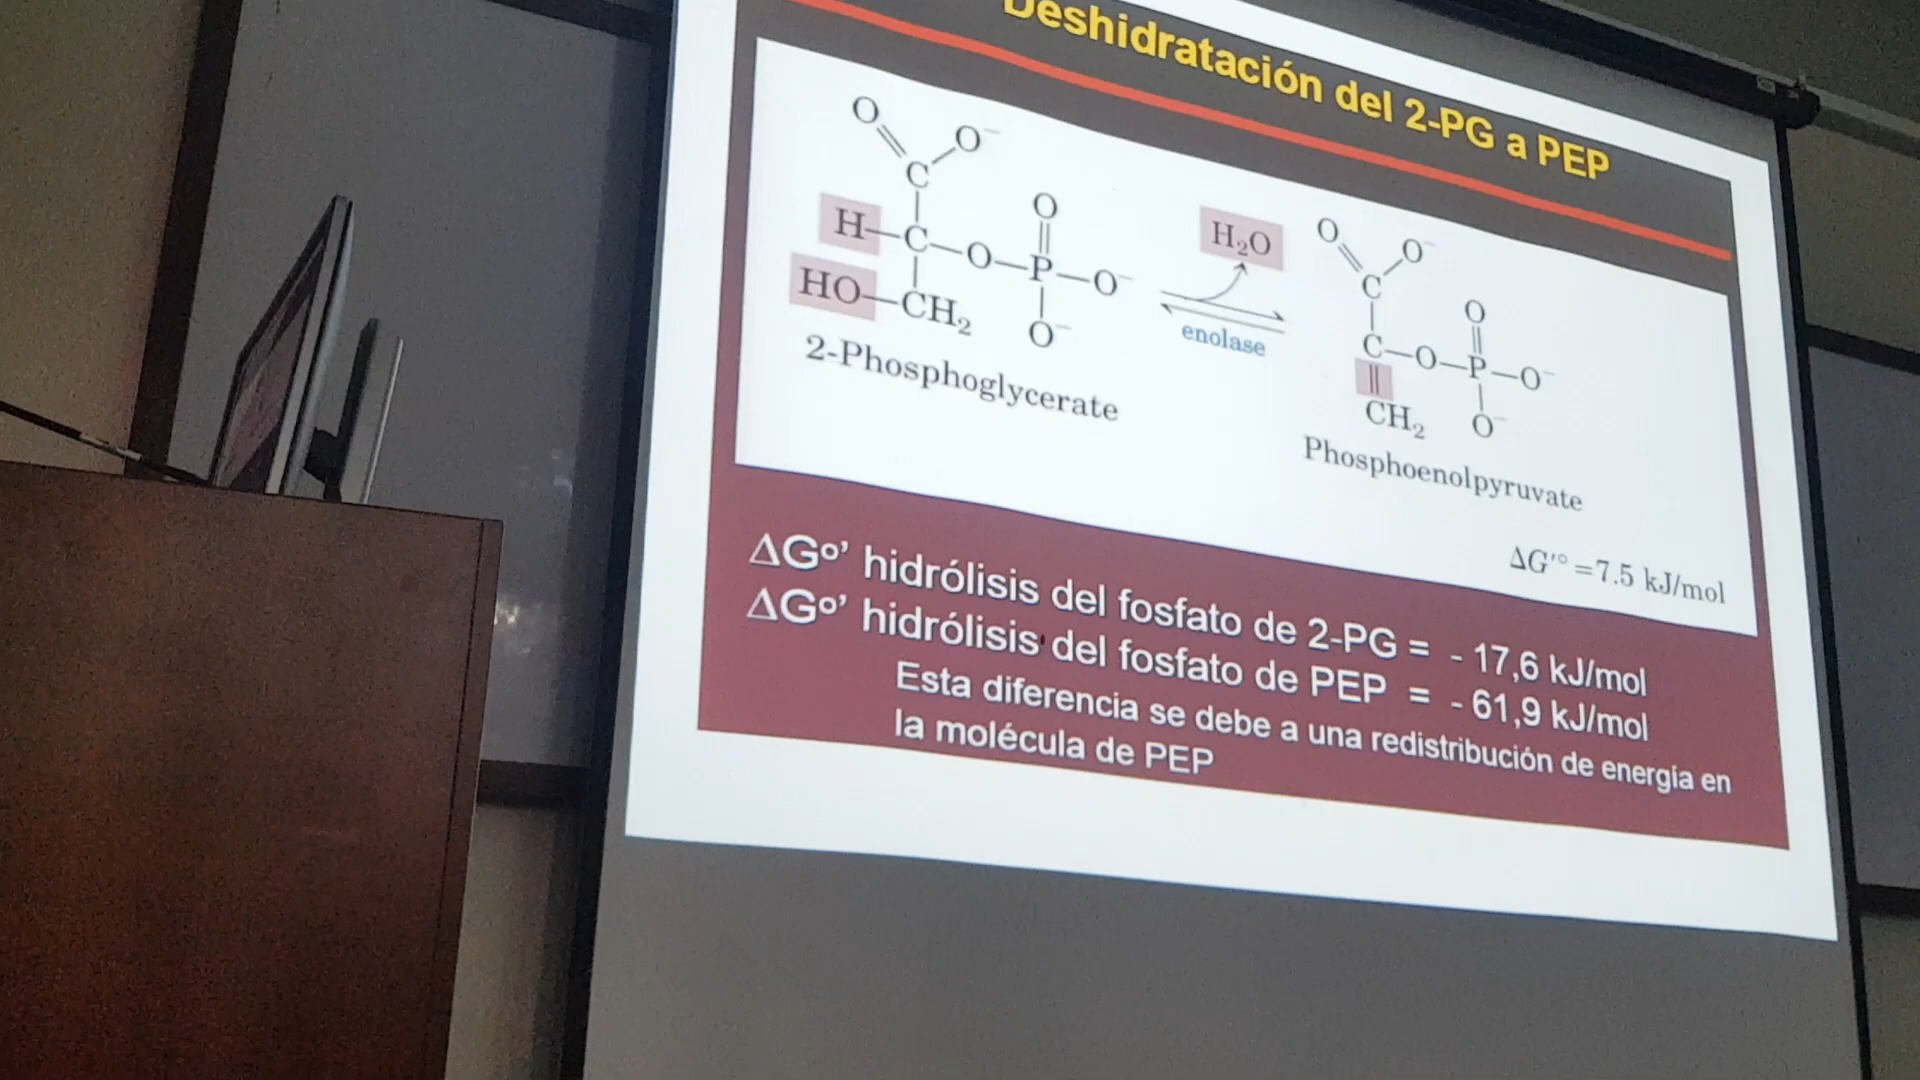 Deshidratación del 2-PG a PEP
O
O⁻
C
H—C—O—P—O⁻
O
HO—CH₂
O⁻
2-Phosphoglycerate
H₂O
enolase
O
O⁻
C
O
C—O—P—O⁻
CH₂
O⁻
Phosphoenolpyruvate
ΔG′° =7.5 kJ/mol
ΔGº’ hidrólisis del fosfato de 2-PG = - 17,6 kJ/mol
ΔGº’ hidrólisis del fosfato de PEP = - 61,9 kJ/mol
Esta diferencia se debe a una redistribución de energía en
la molécula de PEP